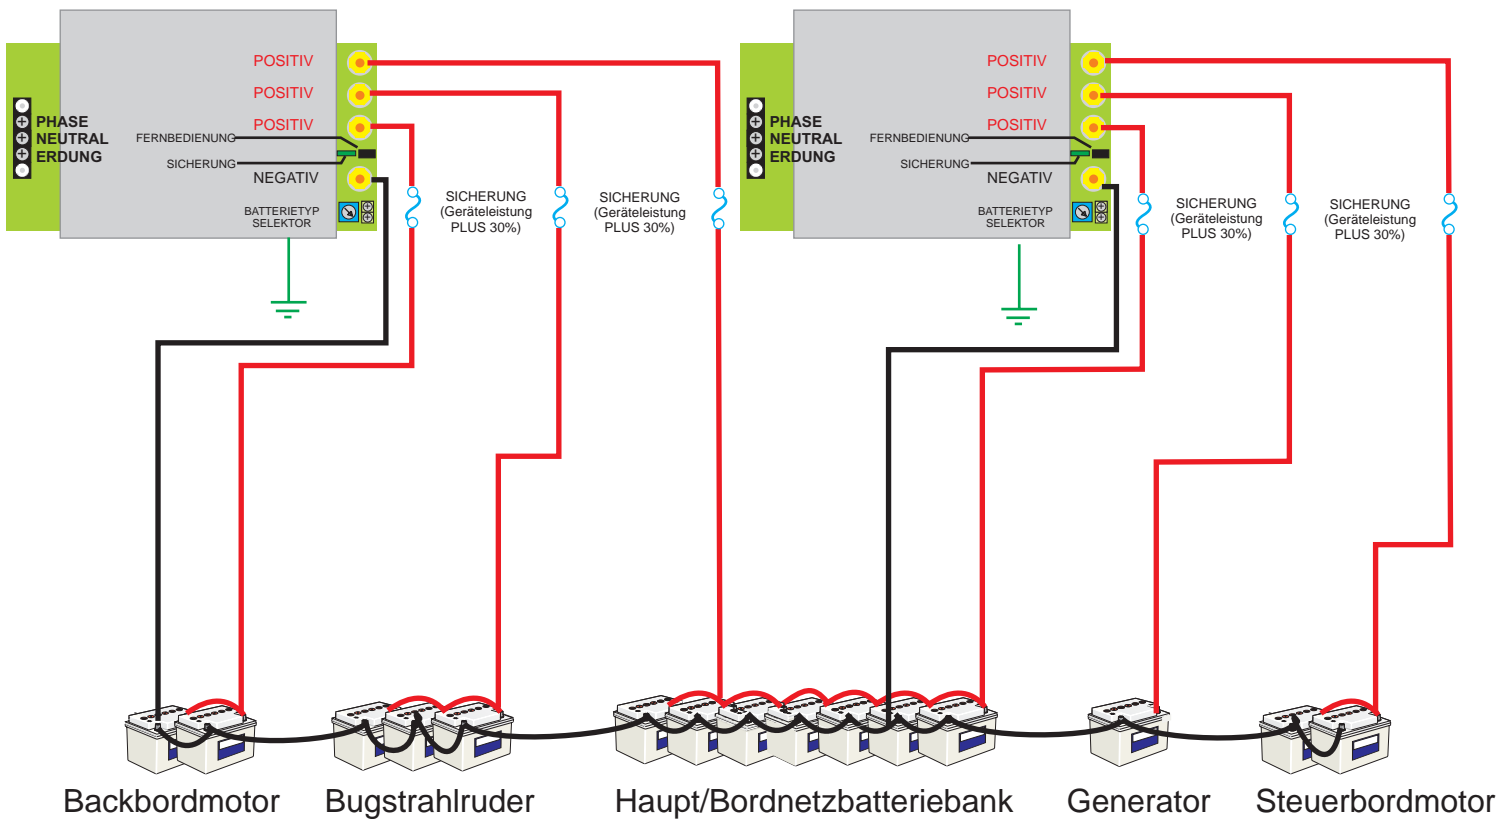 POSITIV
POSITIV
POSITIV
PHASE
NEUTRAL
ERDUNG
FERNBEDIENUNG
SICHERUNG
NEGATIV
BATTERIETYP
SELEKTOR
SICHERUNG
(Geräteleistung
PLUS 30%)
SICHERUNG
(Geräteleistung
PLUS 30%)
POSITIV
POSITIV
POSITIV
PHASE
NEUTRAL
ERDUNG
FERNBEDIENUNG
SICHERUNG
NEGATIV
BATTERIETYP
SELEKTOR
SICHERUNG
(Geräteleistung
PLUS 30%)
SICHERUNG
(Geräteleistung
PLUS 30%)
Backbordmotor
Bugstrahlruder
Haupt/Bordnetzbatteriebank
Generator
Steuerbordmotor